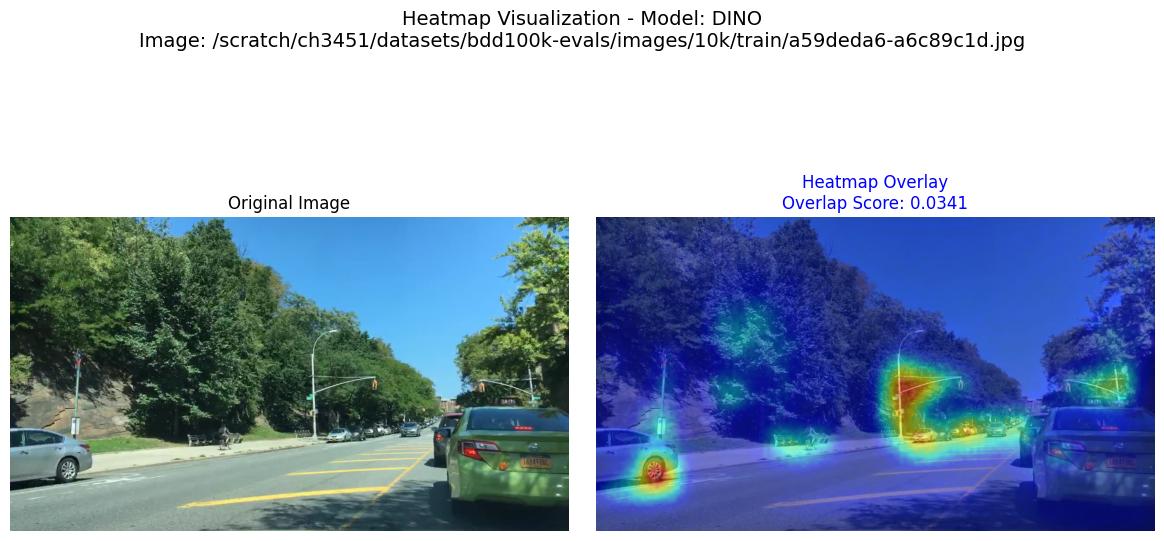 Heatmap Visualization - Model: DINO
Image: /scratch/ch3451/datasets/bdd100k-evals/images/10k/train/a59deda6-a6c89c1d.jpg
Original Image
Heatmap Overlay
Overlap Score: 0.0341